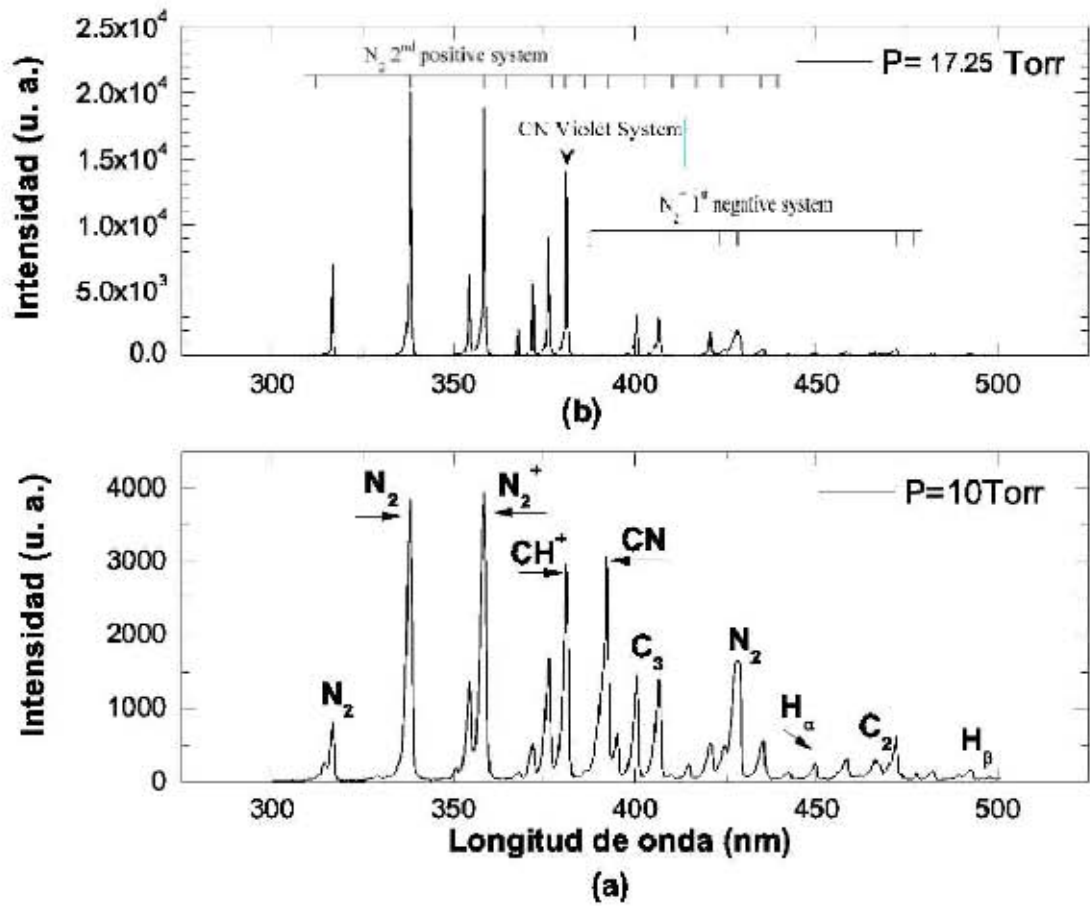 2.5x10⁴
2.0x10⁴
1.5x10⁴
1.0x10⁴
5.0x10³
0.0
Intensidad (u. a.)
N₂ 2ⁿᵈ positive system
P= 17.25 Torr
CN Violet System
N₂⁻ 1ˢᵗ negative system
300 350 400 450 500
(b)
4000
3000
2000
1000
0
Intensidad (u. a.)
P=10Torr
N₂
N₂
N₂⁺
CH⁺
CN
C₃
N₂
Hα
C₂
Hβ
300 350 400 450 500
Longitud de onda (nm)
(a)